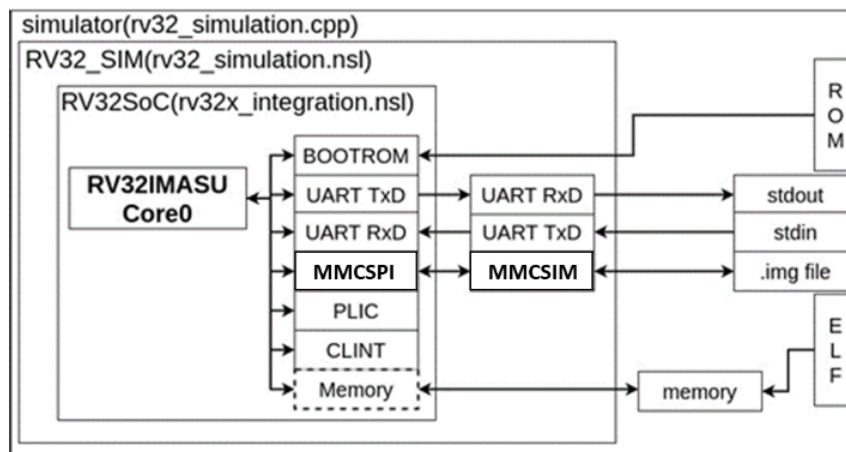 simulator(rv32_simulation.cpp)
RV32_SIM(rv32_simulation.nsl)
RV32SoC(rv32x_integration.nsl)
RV32IMASU
Core0
BOOTROM
UART TxD
UART RxD
MMCSPI
PLIC
CLINT
Memory
UART RxD
UART TxD
MMCSIM
memory
R
O
M
stdout
stdin
.img file
E
L
F